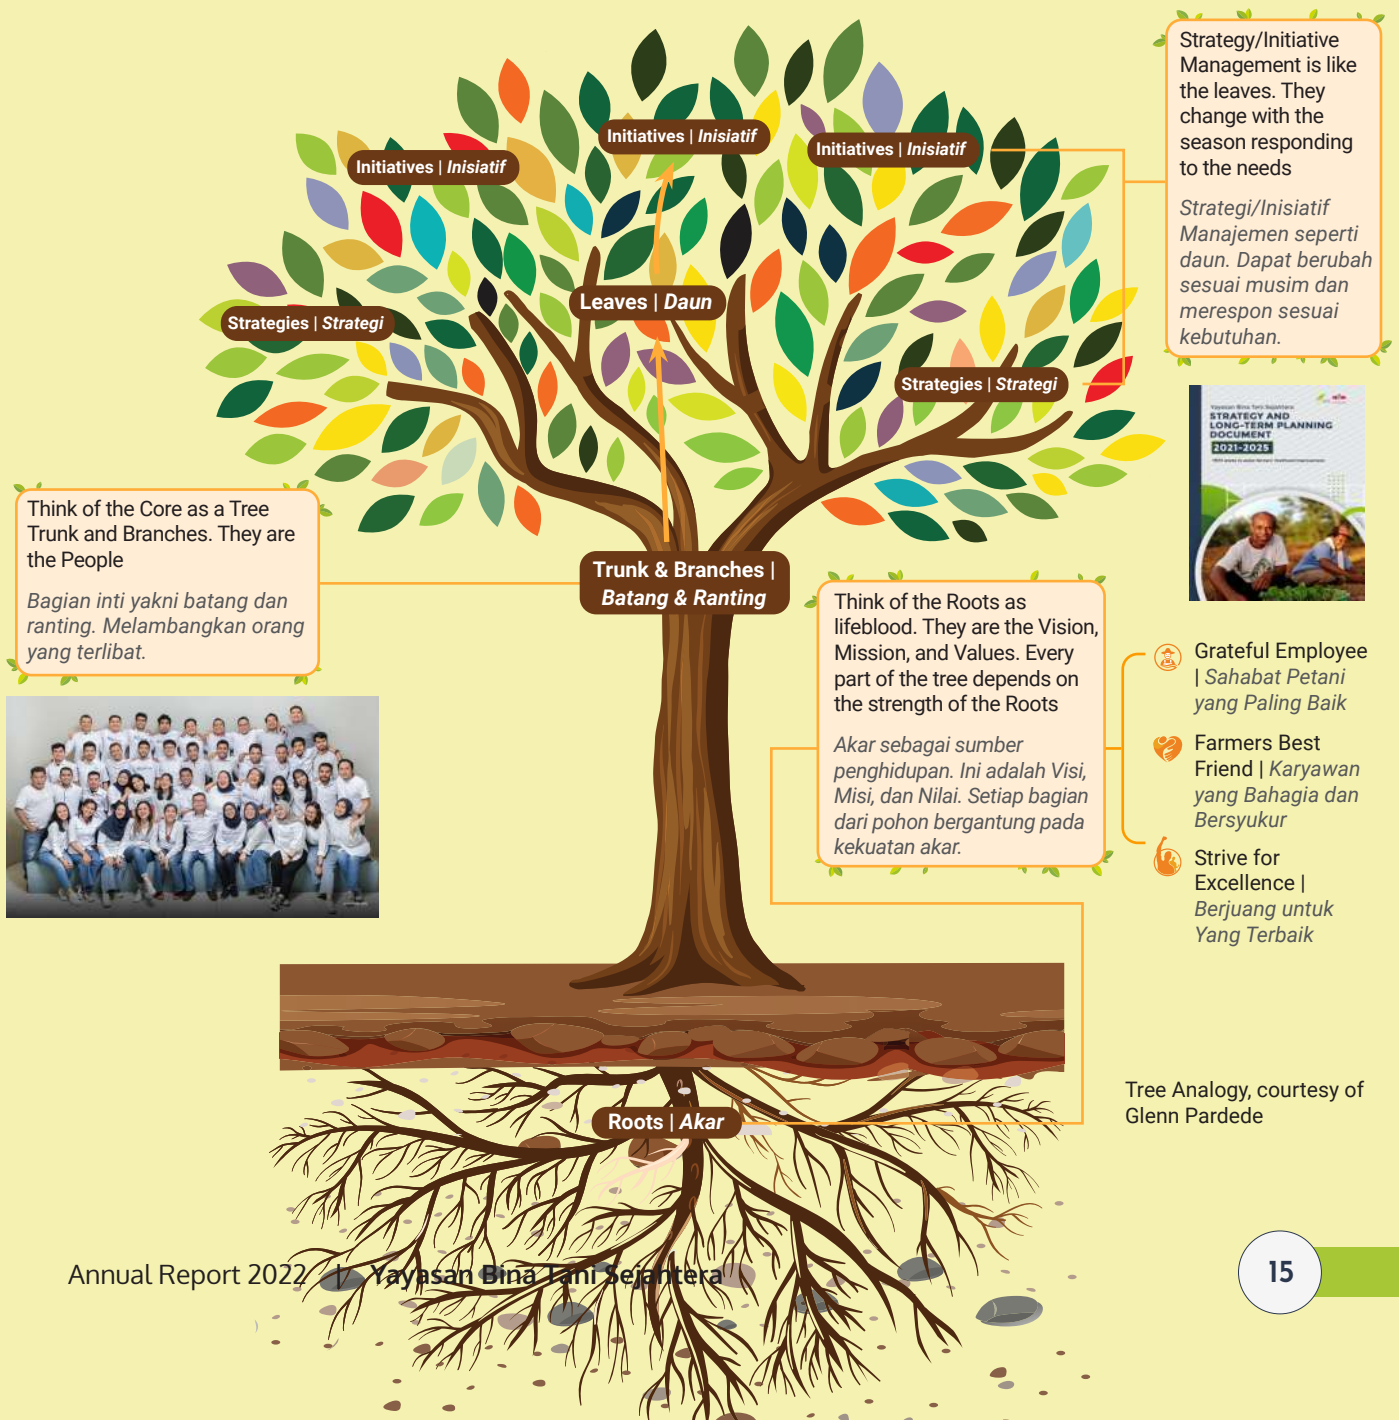 Strategy/Initiative
Management is like
the leaves. They
change with the
season responding
to the needs
Strategi/Inisiatif
Manajemen seperti
daun. Dapat berubah
sesuai musim dan
merespon sesuai
kebutuhan.
Initiatives | Inisiatif
Initiatives | Inisiatif
Initiatives | Inisiatif
Leaves | Daun
Strategies | Strategi
Strategies | Strategi
Yayasan Bina Tani Sejahtera
STRATEGY AND
LONG-TERM PLANNING
DOCUMENT
2021-2025
Think of the Core as a Tree
Trunk and Branches. They are
the People
Bagian inti yakni batang dan
ranting. Melambangkan orang
yang terlibat.
Trunk & Branches |
Batang & Ranting
Think of the Roots as
lifeblood. They are the Vision,
Mission, and Values. Every
part of the tree depends on
the strength of the Roots
Akar sebagai sumber
penghidupan. Ini adalah Visi,
Misi, dan Nilai. Setiap bagian
dari pohon bergantung pada
kekuatan akar.
Grateful Employee
| Sahabat Petani
yang Paling Baik
Farmers Best
Friend | Karyawan
yang Bahagia dan
Bersyukur
Strive for
Excellence |
Berjuang untuk
Yang Terbaik
Roots | Akar
Tree Analogy, courtesy of
Glenn Pardede
Annual Report 2022 | Yayasan Bina Tani Sejahtera
15